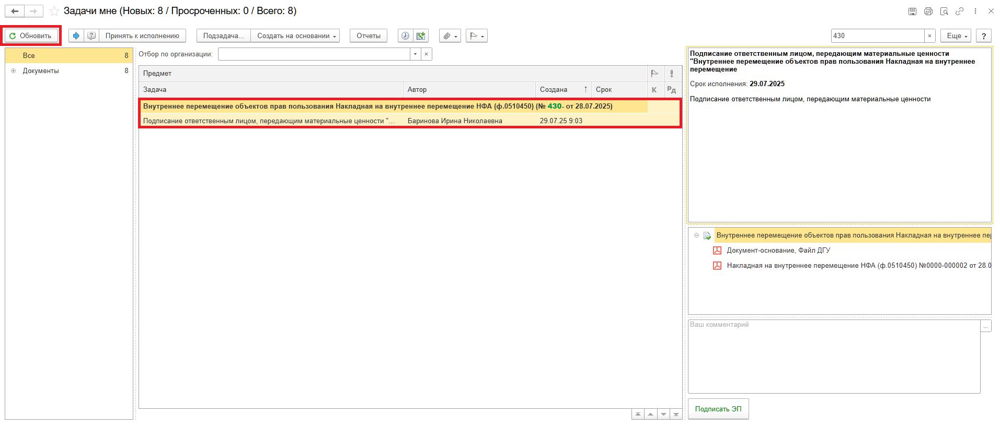 Задачи мне (Новых: 8 / Просроченных: 0 / Всего: 8)
Обновить
Принять к исполнению
Подзадача...
Создать на основании
Отчеты
430
×
Еще
?
Все 8
Документы 8
Отбор по организации:
×
Предмет
Задача Автор Создана ↑ Срок К Рд
Внутреннее перемещение объектов прав пользования Накладная на внутреннее перемещение НФА (ф.0510450) (№ 430- от 28.07.2025)
Подписание ответственным лицом, передающим материальные ценности "... Баринова Ирина Николаевна 29.07.25 9:03
Подписание ответственным лицом, передающим материальные ценности
"Внутреннее перемещение объектов прав пользования Накладная на внутреннее
перемещение
Срок исполнения: 29.07.2025
Подписание ответственным лицом, передающим материальные ценности
Внутреннее перемещение объектов прав пользования Накладная на внутреннее пе
Документ-основание, Файл ДГУ
Накладная на внутреннее перемещение НФА (ф.0510450) №0000-000002 от 28.0
Ваш комментарий
...
Подписать ЭП